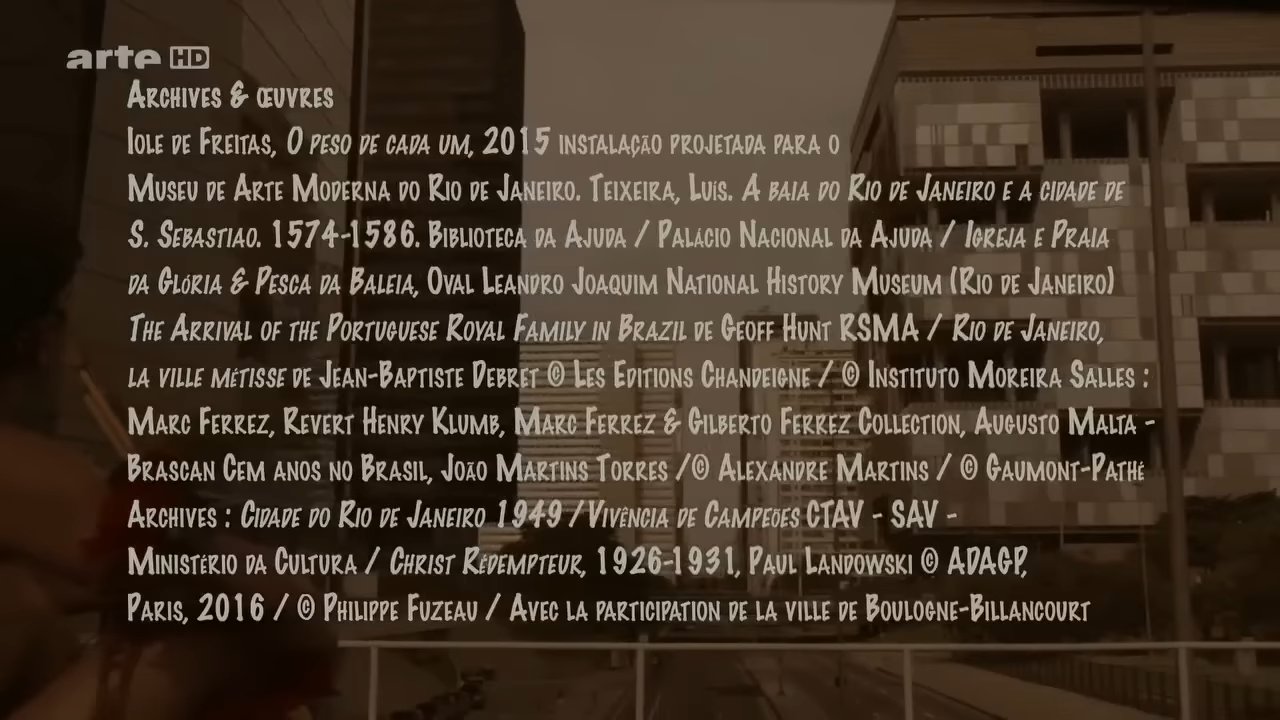 arte HD
Archives & œuvres
Iole de Freitas, O peso de cada um, 2015 instalação projetada para o
Museu de Arte Moderna do Rio de Janeiro. Teixeira, Luís. A baia do Rio de Janeiro e a cidade de
S. Sebastiao. 1574-1586. Biblioteca da Ajuda / Palácio Nacional da Ajuda / Igreja e Praia
da Glória & Pesca da Baleia, Oval Leandro Joaquim National History Museum (Rio de Janeiro)
The Arrival of the Portuguese Royal Family in Brazil de Geoff Hunt RSMA / Rio de Janeiro,
la ville métisse de Jean-Baptiste Debret © Les Editions Chandeigne / © Instituto Moreira Salles :
Marc Ferrez, Revert Henry Klumb, Marc Ferrez & Gilberto Ferrez Collection, Augusto Malta -
Brascan Cem anos no Brasil, João Martins Torres /© Alexandre Martins / © Gaumont-Pathé
Archives : Cidade do Rio de Janeiro 1949 /Vivência de Campeões CTAV - SAV -
Ministério da Cultura / Christ Rédempteur, 1926-1931, Paul Landowski © ADAGP,
Paris, 2016 / © Philippe Fuzeau / Avec la participation de la ville de Boulogne-Billancourt